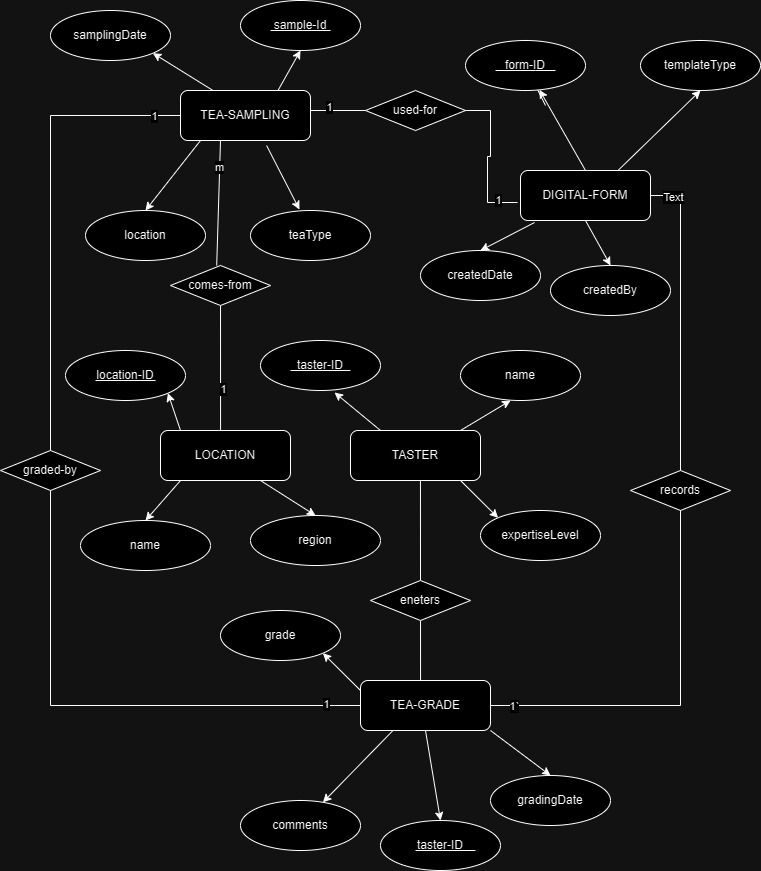 sample-Id
samplingDate
form-ID
templateType
TEA-SAMPLING
1
used-for
1
1
m
DIGITAL-FORM
Text
1
location
teaType
createdDate
createdBy
comes-from
location-ID
taster-ID
name
1
LOCATION
TASTER
graded-by
records
name
region
expertiseLevel
eneters
grade
1
TEA-GRADE
1`
gradingDate
comments
taster-ID